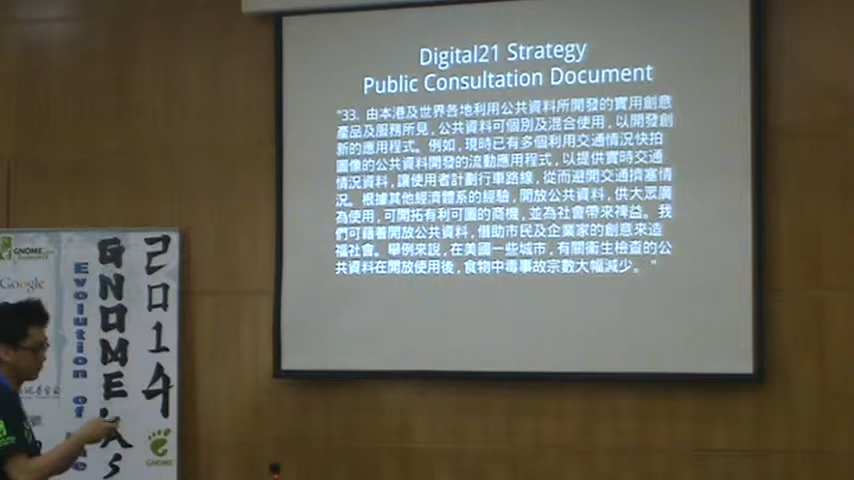 Digital21 Strategy
Public Consultation Document
"33. 由本港及世界各地利用公共資料所開發的實用創意
產品及服務所見, 公共資料可個別及混合使用, 以開發創
新的應用程式。例如, 現時已有多個利用交通情況快拍
圖像的公共資料開發的流動應用程式, 以提供實時交通
情況資料, 讓使用者計劃行車路線, 從而避開交通擠塞情
況。根據其他經濟體系的經驗, 開放公共資料, 供大眾廣
為使用, 可開拓有利可圖的商機, 並為社會帶來裨益。我
們可藉着開放公共資料, 借助市民及企業家的創意來造
福社會。舉例來說, 在美國一些城市, 有關衞生檢查的公
共資料在開放使用後, 食物中毒事故宗數大幅減少。"
GNOME
Google
Evolution of
GNOME
2014
GNOME